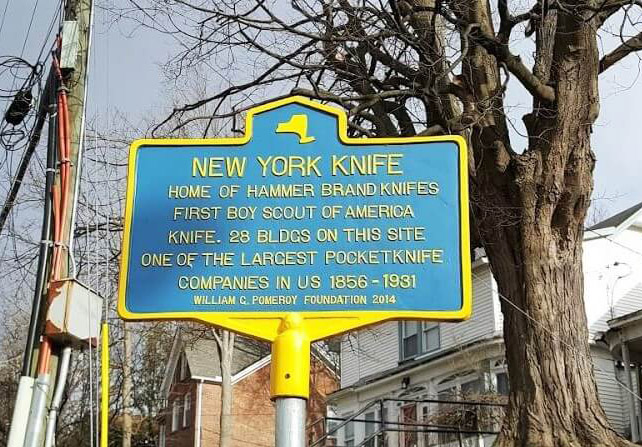 NEW YORK KNIFE
HOME OF HAMMER BRAND KNIFES
FIRST BOY SCOUT OF AMERICA
KNIFE. 28 BLDGS ON THIS SITE
ONE OF THE LARGEST POCKETKNIFE
COMPANIES IN US 1856-1931
WILLIAM G. POMEROY FOUNDATION 2014